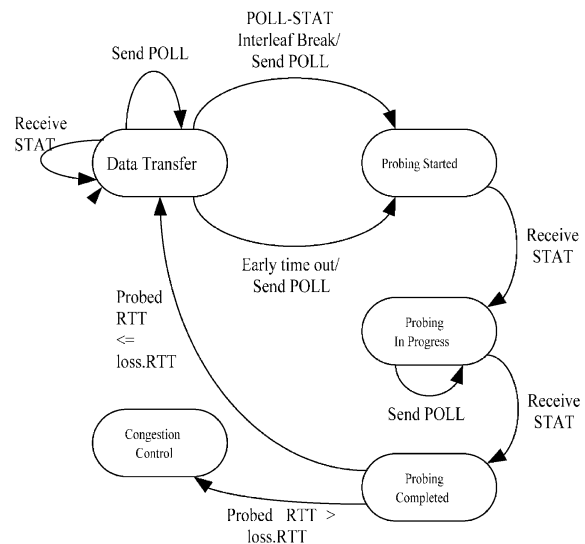 POLL-STAT
Interleaf Break/
Send POLL
Send POLL
Receive
STAT
Data Transfer
Probing Started
Early time out/
Send POLL
Receive
STAT
Probed
RTT
<=
loss.RTT
Probing
In Progress
Send POLL
Receive
STAT
Congestion
Control
Probing
Completed
Probed RTT >
loss.RTT